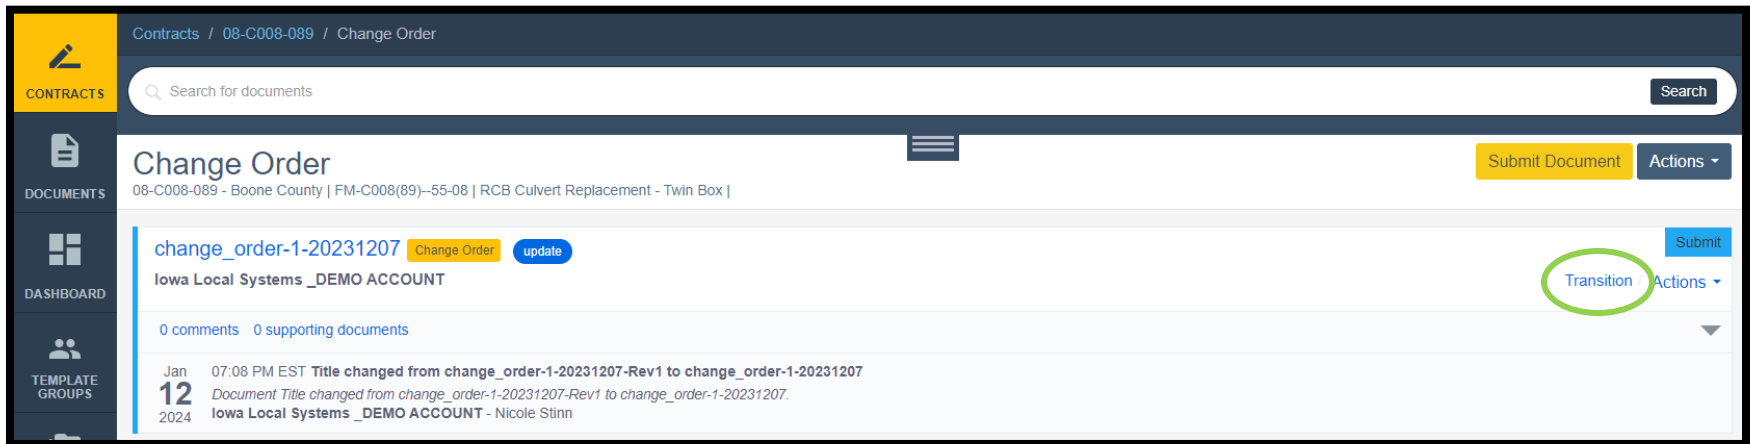 CONTRACTS
DOCUMENTS
DASHBOARD
TEMPLATE
GROUPS
Contracts / 08-C008-089 / Change Order
Search for documents
Search
Change Order
Submit Document
Actions
08-C008-089 - Boone County | FM-C008(89)--55-08 | RCB Culvert Replacement - Twin Box |
change_order-1-20231207 Change Order update
Submit
Iowa Local Systems _DEMO ACCOUNT
Transition / Actions
0 comments 0 supporting documents
Jan
12
2024
07:08 PM EST Title changed from change_order-1-20231207-Rev1 to change_order-1-20231207
Document Title changed from change_order-1-20231207-Rev1 to change_order-1-20231207.
Iowa Local Systems _DEMO ACCOUNT - Nicole Stinn